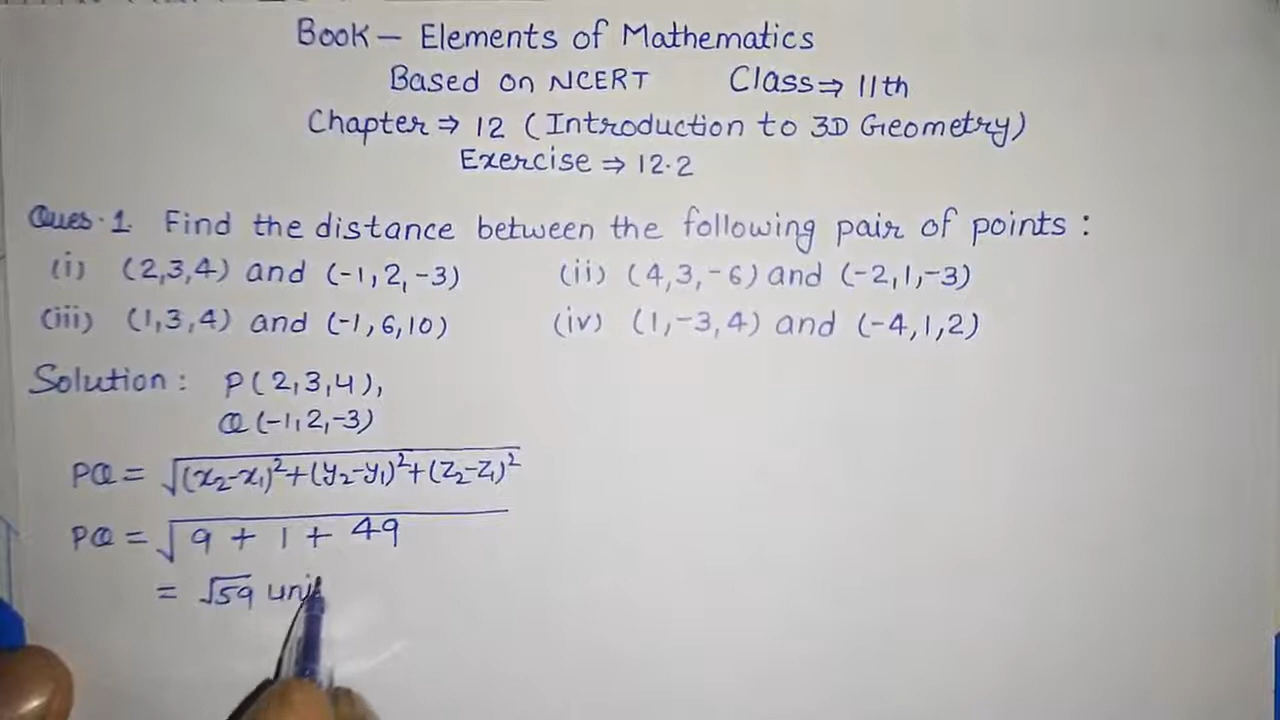 Book – Elements of Mathematics
Based on NCERT Class ⇒ 11th
Chapter ⇒ 12 (Introduction to 3D Geometry)
Exercise ⇒ 12.2
Ques.1. Find the distance between the following pair of points :
(i) (2,3,4) and (-1,2,-3) (ii) (4,3,-6) and (-2,1,-3)
(iii) (1,3,4) and (-1,6,10) (iv) (1,-3,4) and (-4,1,2)
Solution : P(2,3,4),
Q(-1,2,-3)
PQ = √(x₂-x₁)²+(y₂-y₁)²+(z₂-z₁)²
PQ = √9 + 1 + 49
= √59 uni